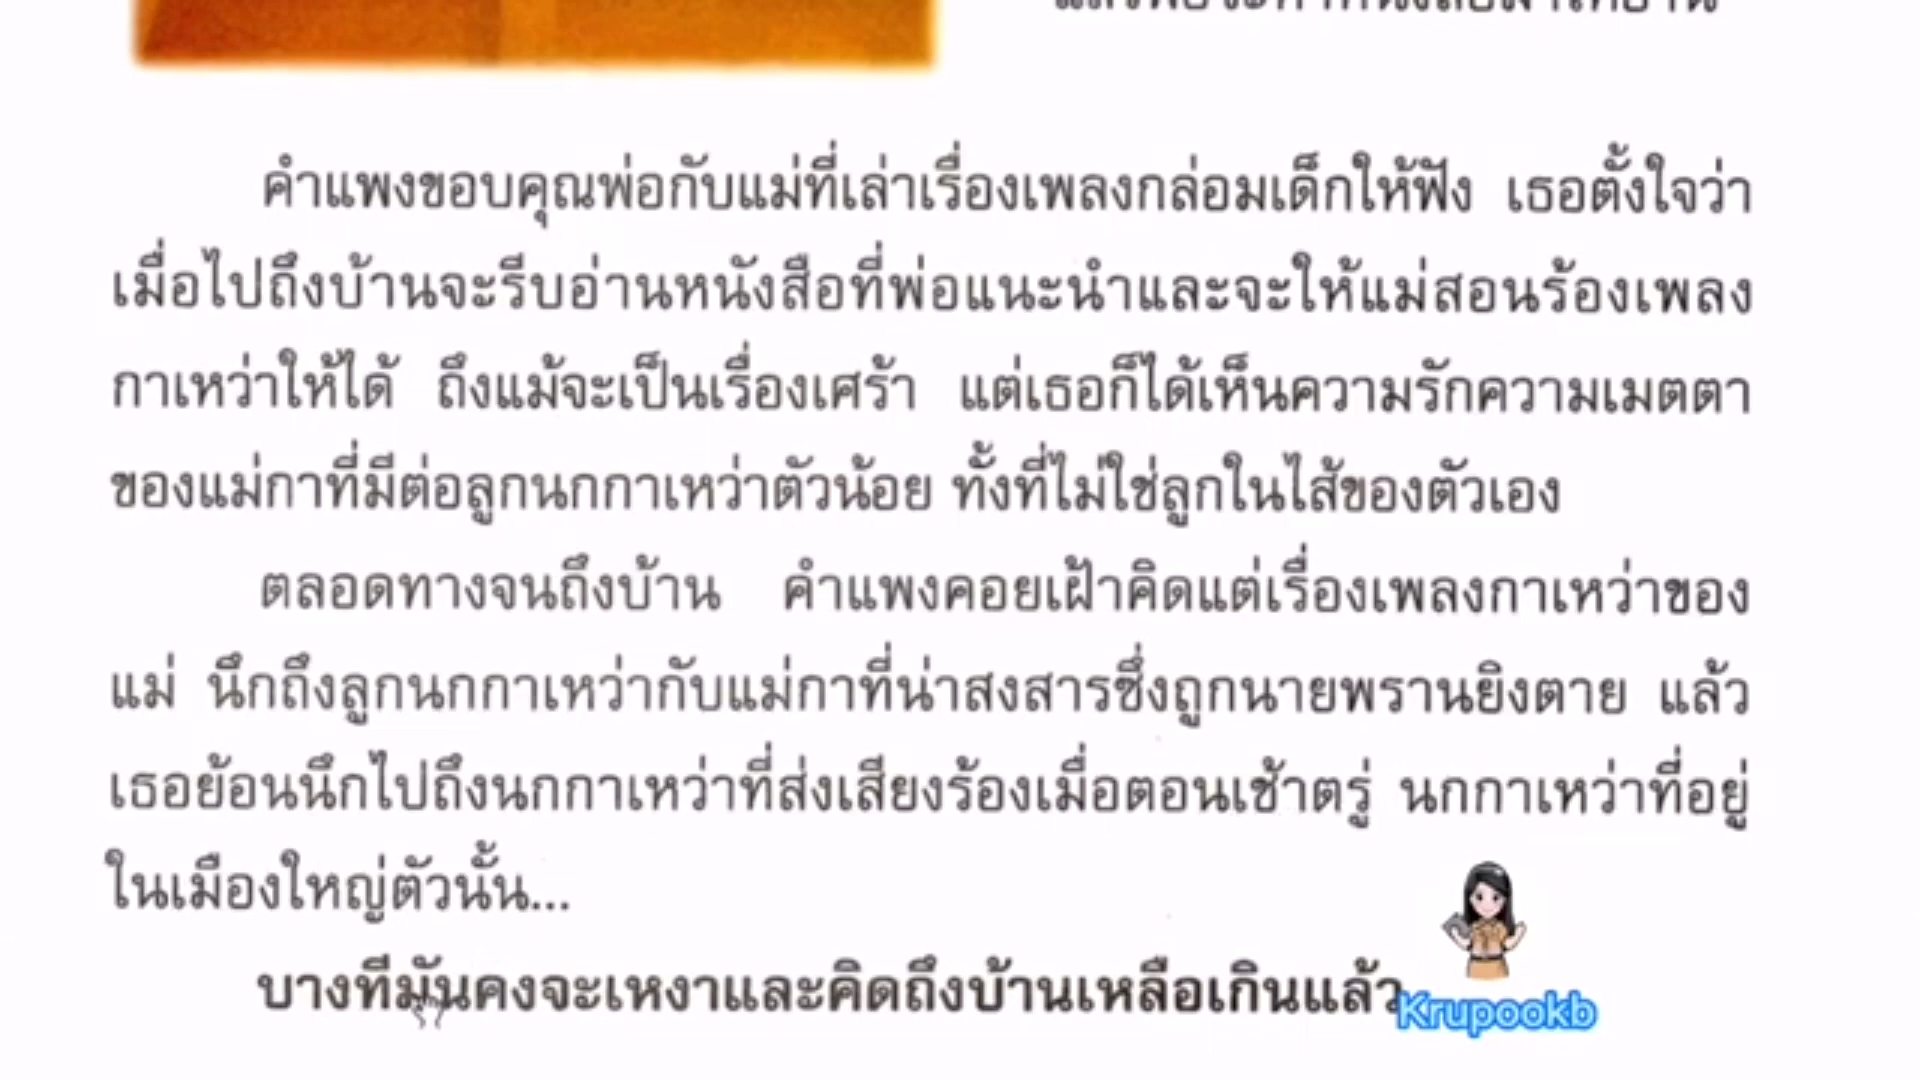 คำแพงขอบคุณพ่อกับแม่ที่เล่าเรื่องเพลงกล่อมเด็กให้ฟัง เธอตั้งใจว่า
เมื่อไปถึงบ้านจะรีบอ่านหนังสือที่พ่อแนะนำและจะให้แม่สอนร้องเพลง
กาเหว่าให้ได้ ถึงแม้จะเป็นเรื่องเศร้า แต่เธอก็ได้เห็นความรักความเมตตา
ของแม่กาที่มีต่อลูกนกกาเหว่าตัวน้อย ทั้งที่ไม่ใช่ลูกในไส้ของตัวเอง
ตลอดทางจนถึงบ้าน คำแพงคอยเฝ้าคิดแต่เรื่องเพลงกาเหว่าของ
แม่ นึกถึงลูกนกกาเหว่ากับแม่กาที่น่าสงสารซึ่งถูกนายพรานยิงตาย แล้ว
เธอย้อนนึกไปถึงนกกาเหว่าที่ส่งเสียงร้องเมื่อตอนเช้าตรู่ นกกาเหว่าที่อยู่
ในเมืองใหญ่ตัวนั้น...
บางทีมันคงจะเหงาและคิดถึงบ้านเหลือเกินแล้ว
Krupookb